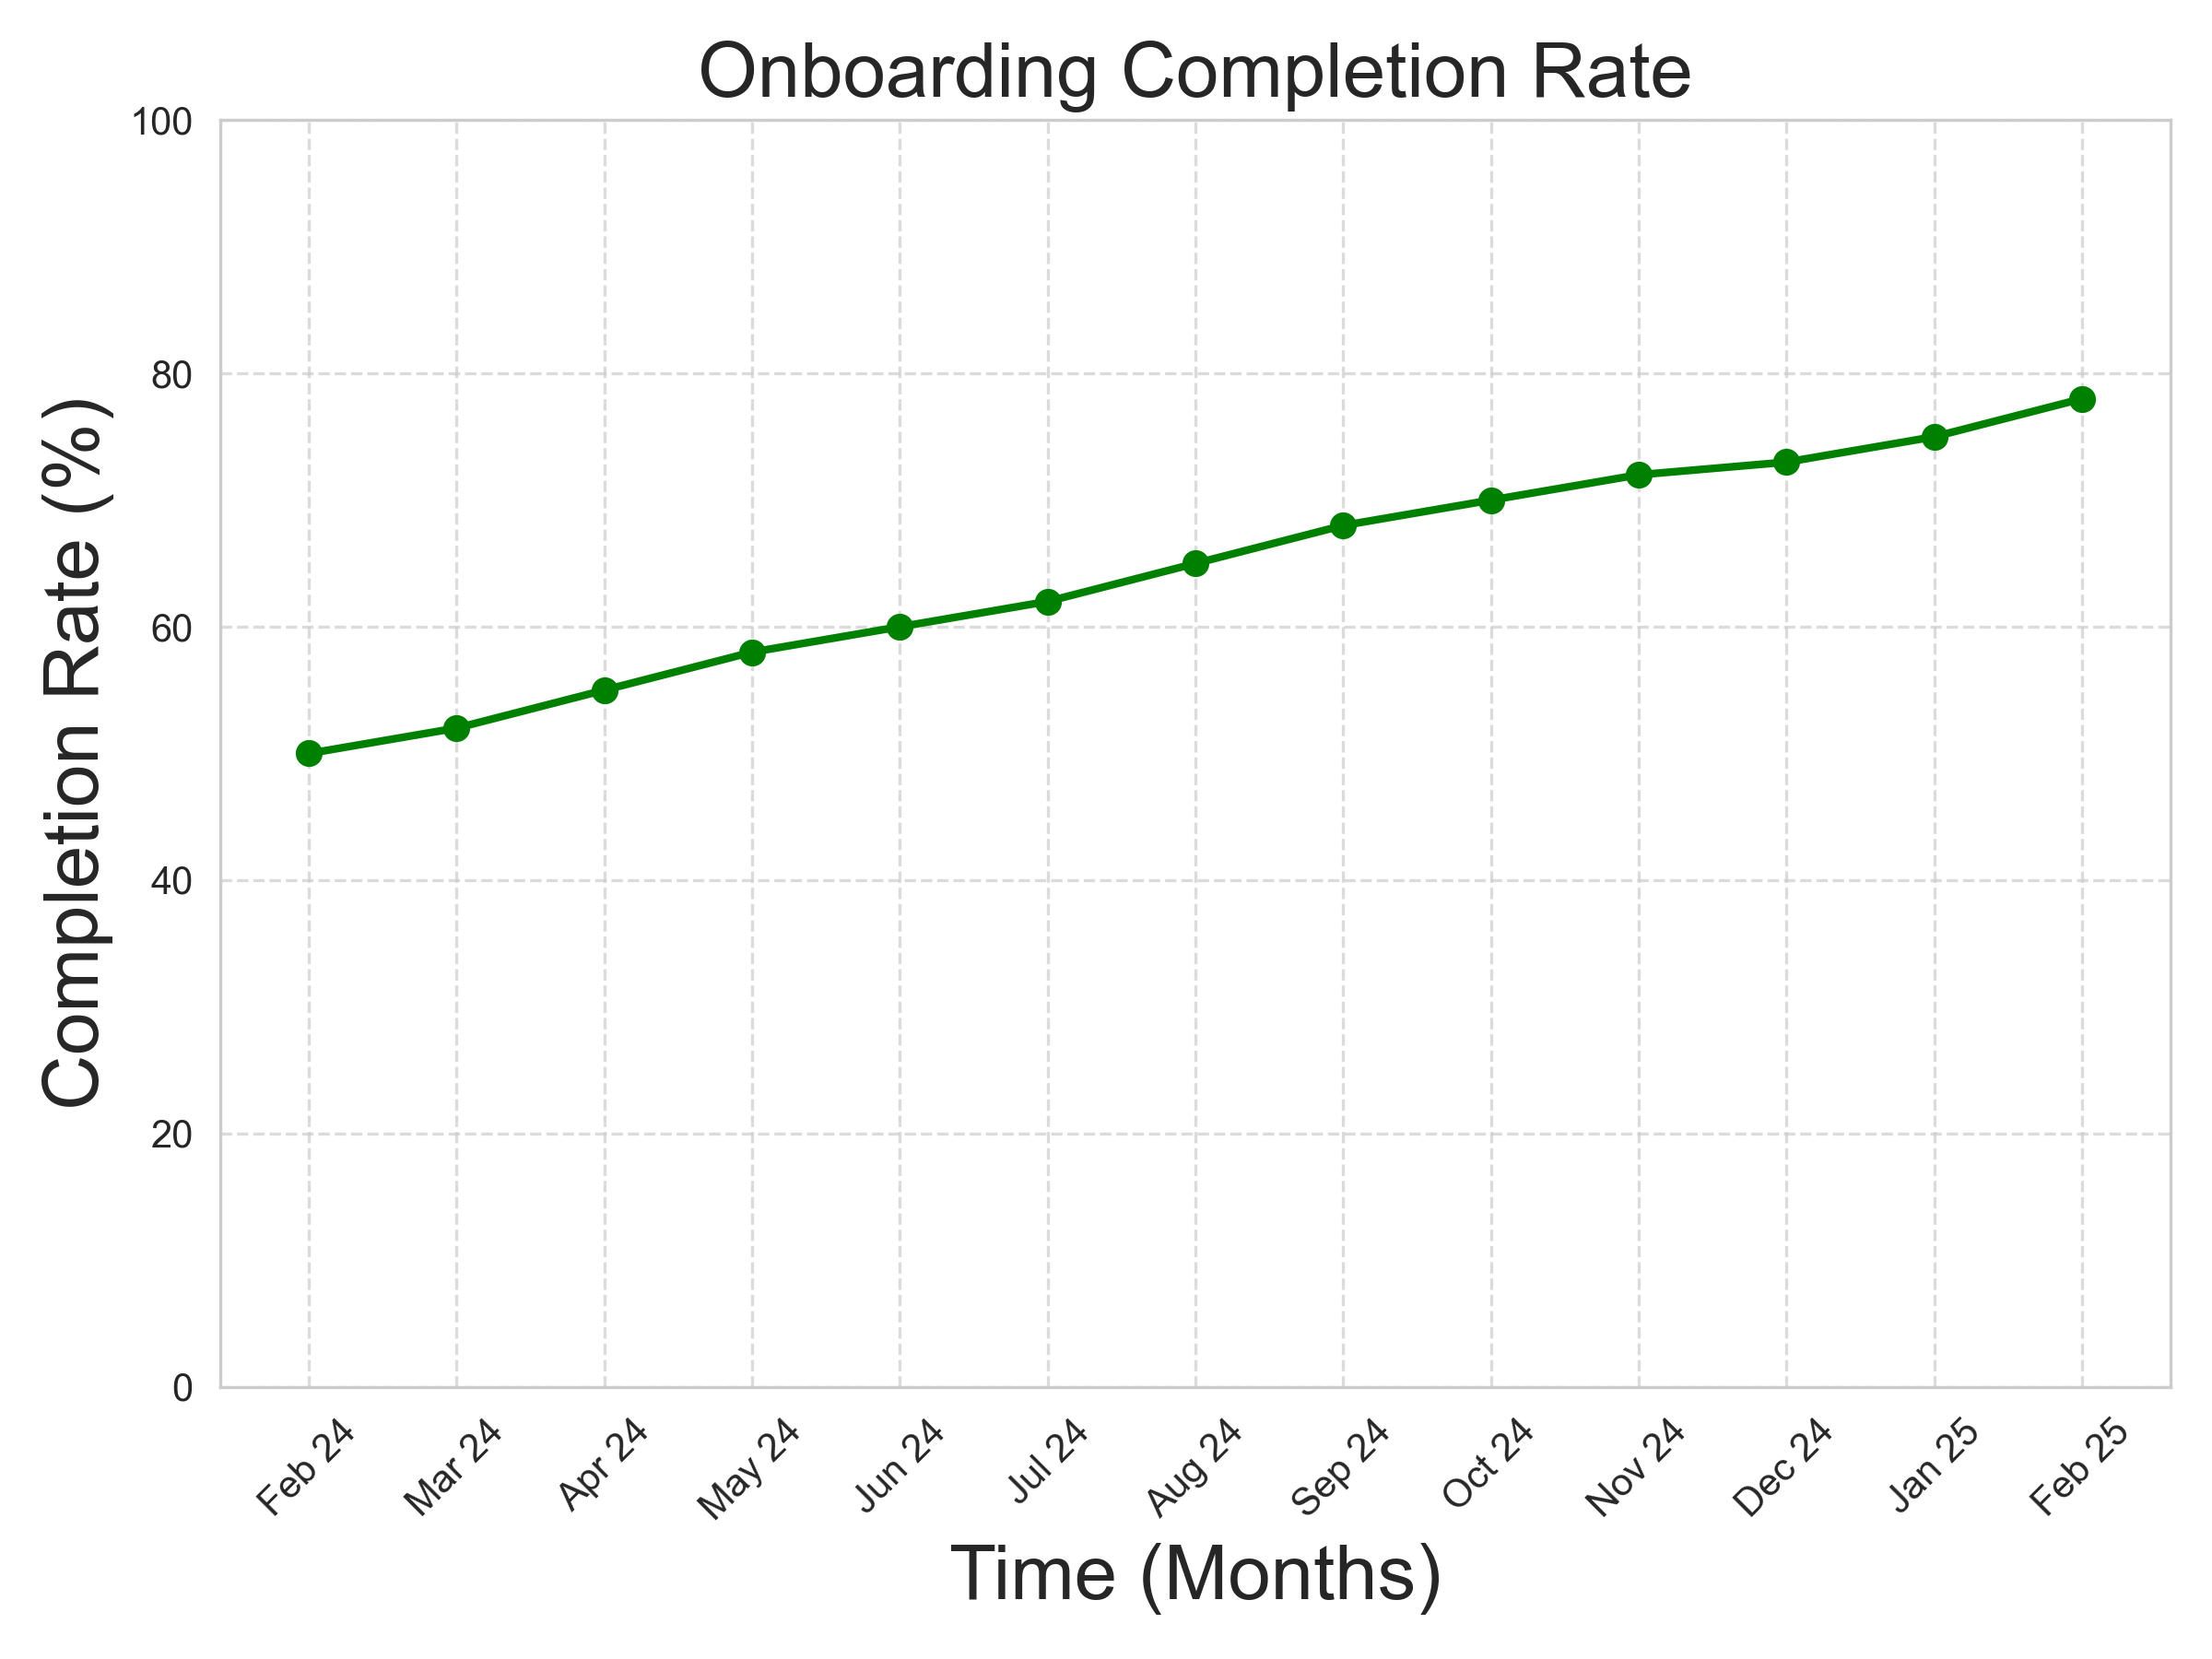 Onboarding Completion Rate
Completion Rate (%)
100
80
60
40
20
0
Feb 24
Mar 24
Apr 24
May 24
Jun 24
Jul 24
Aug 24
Sep 24
Oct 24
Nov 24
Dec 24
Jan 25
Feb 25
Time (Months)